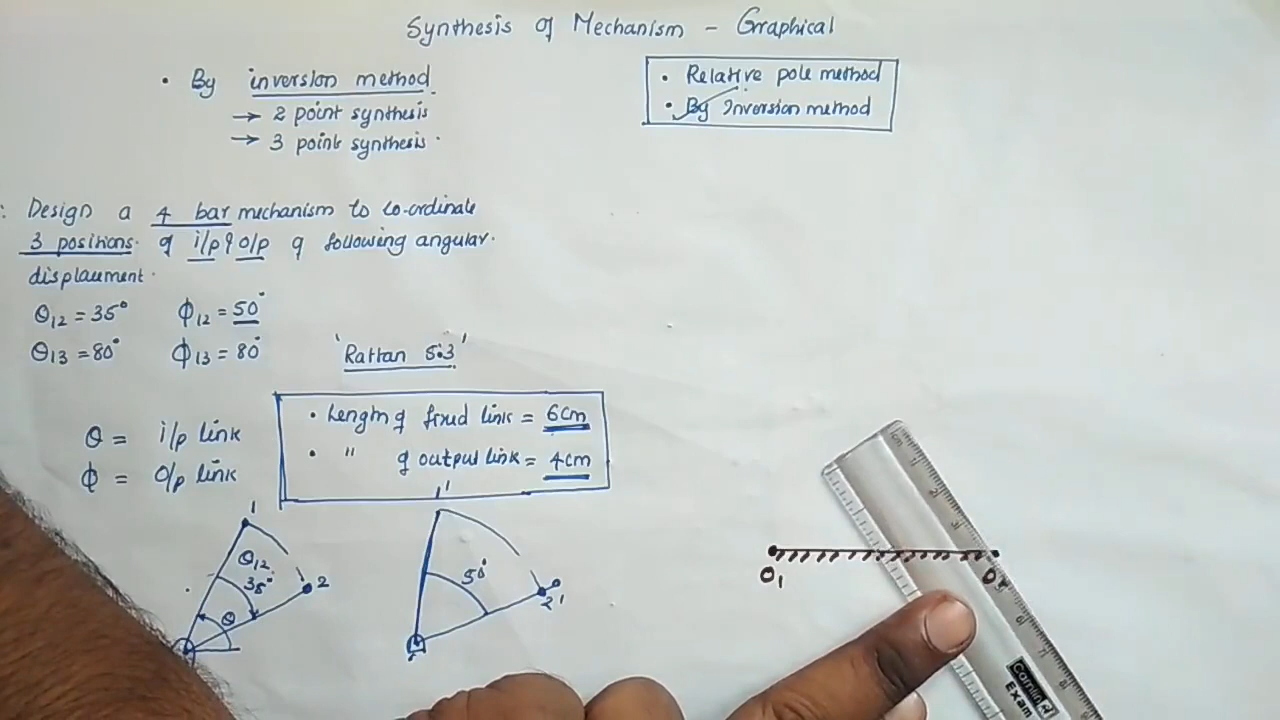 Synthesis of Mechanism - Graphical
• By inversion method.
→ 2 point synthesis
→ 3 point synthesis.
• Relative pole method
• By Inversion method
: Design a 4 bar mechanism to co-ordinate
3 positions of i/p & o/p of following angular
displacement.
θ12 = 35° ϕ12 = 50°
θ13 = 80° ϕ13 = 80°
'Rattan 5.3'
θ = i/p link
ϕ = o/p link
• Length of fixed link = 6cm
• " of output link = 4cm
1
θ12
35°
2
θ
1'
50°
2'
O1
Camlin
Exam